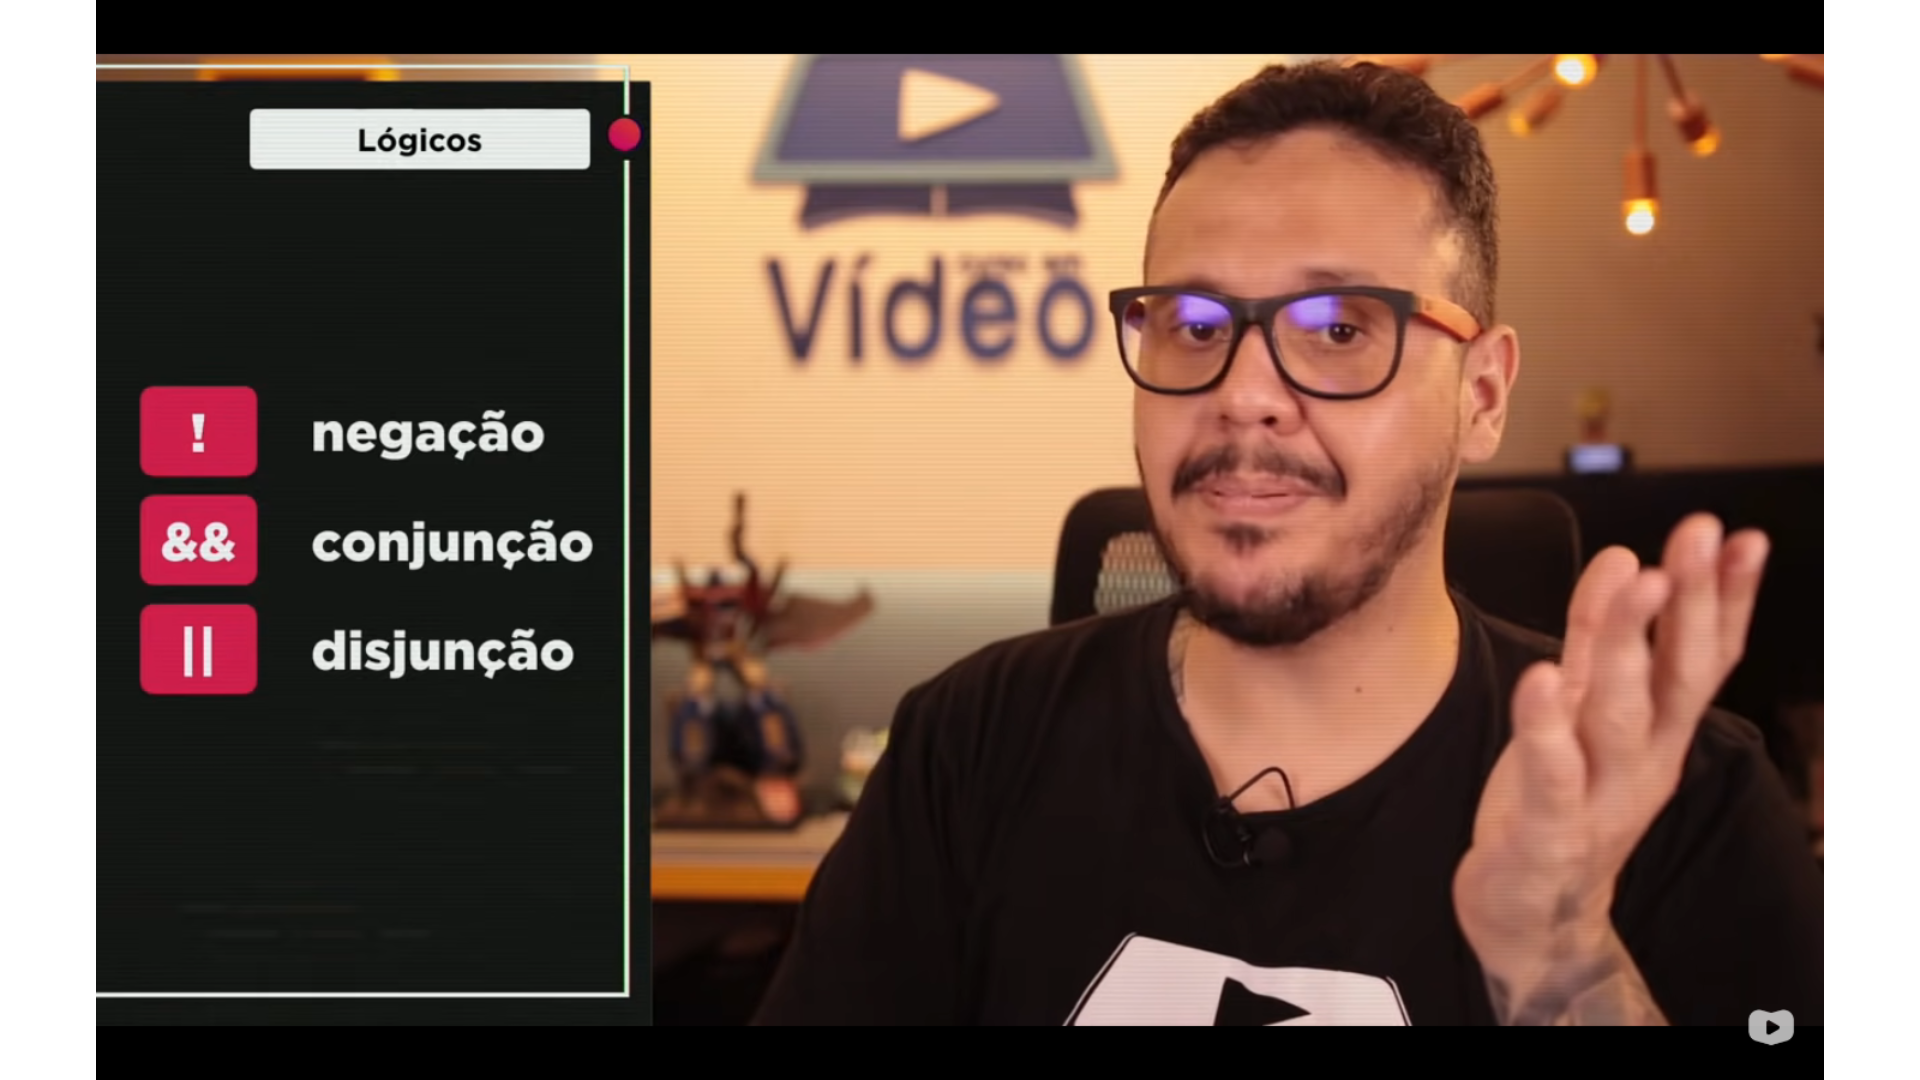 Lógicos
! negação
&& conjunção
|| disjunção
Vídeo